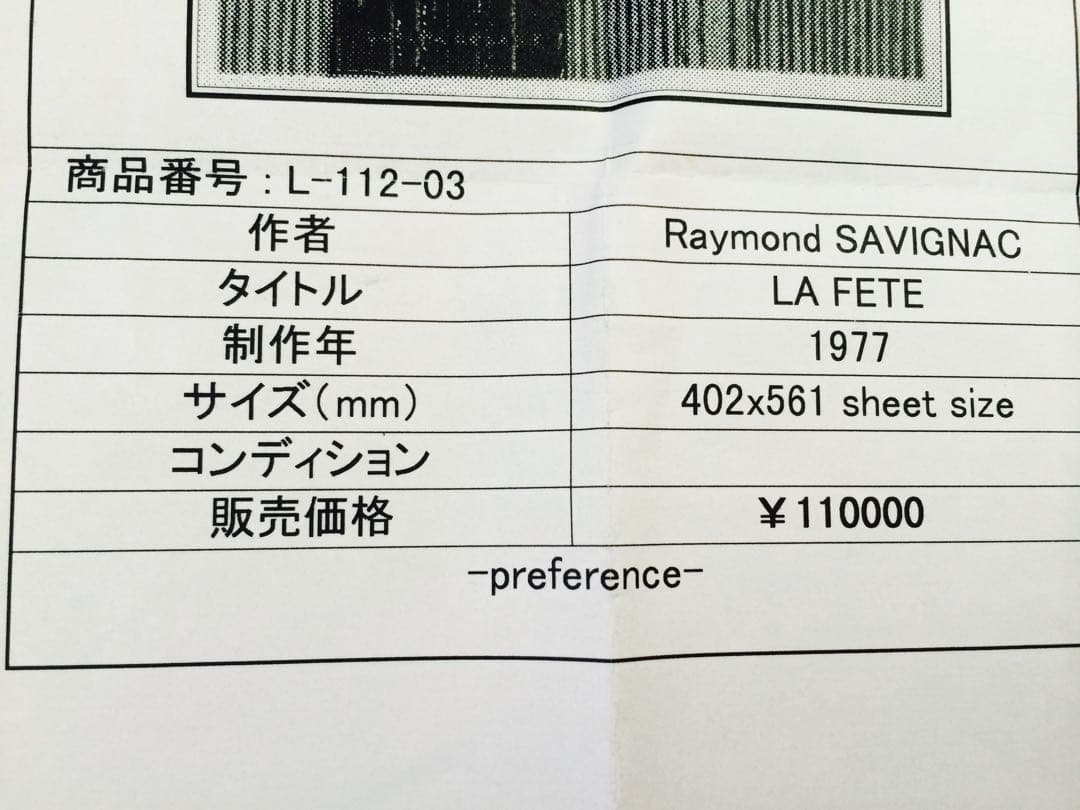 商品番号 : L-112-03
作者 Raymond SAVIGNAC
タイトル LA FETE
制作年 1977
サイズ(mm) 402x561 sheet size
コンディション
販売価格 ¥110000
-preference-